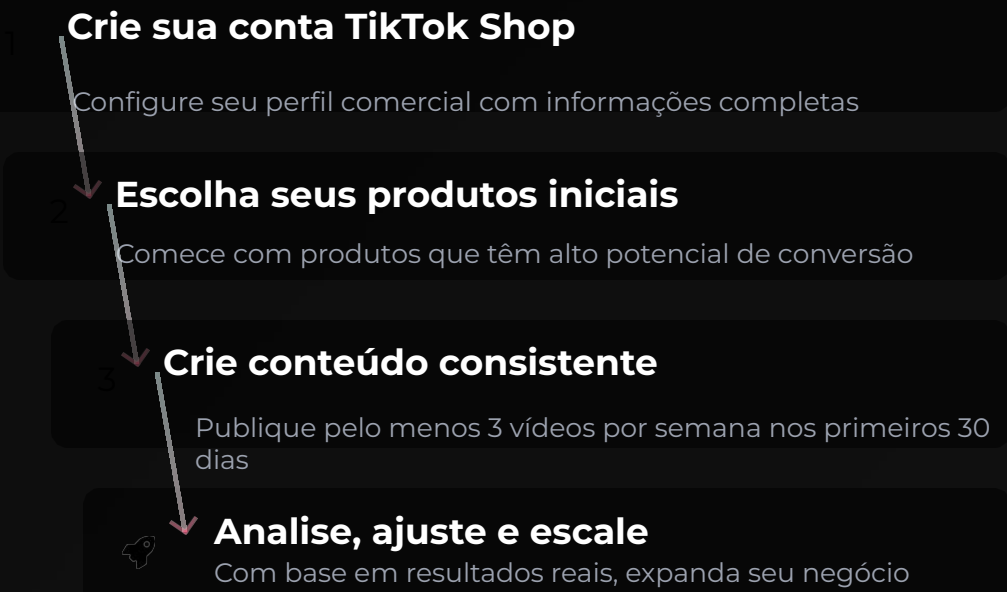 1
Crie sua conta TikTok Shop
Configure seu perfil comercial com informações completas
2
Escolha seus produtos iniciais
Comece com produtos que têm alto potencial de conversão
3
Crie conteúdo consistente
Publique pelo menos 3 vídeos por semana nos primeiros 30
dias
Analise, ajuste e escale
Com base em resultados reais, expanda seu negócio